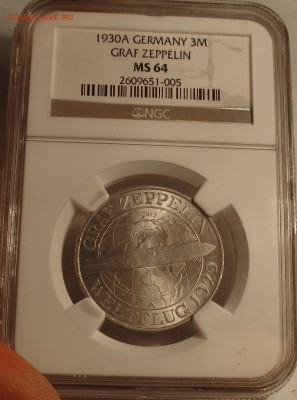 1930A GERMANY 3M
GRAF ZEPPELIN
MS 64
2609651-005
NGC
GRAF ZEPPELIN
A
WELTFLUG 1929